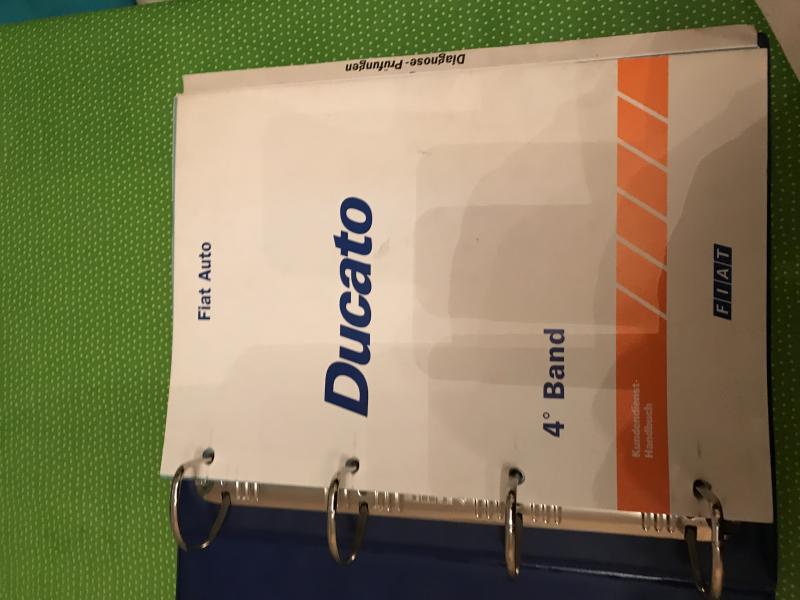 Diagnose-Prüfungen
Fiat Auto
Ducato
4° Band
Kundendienst-
Handbuch
FIAT